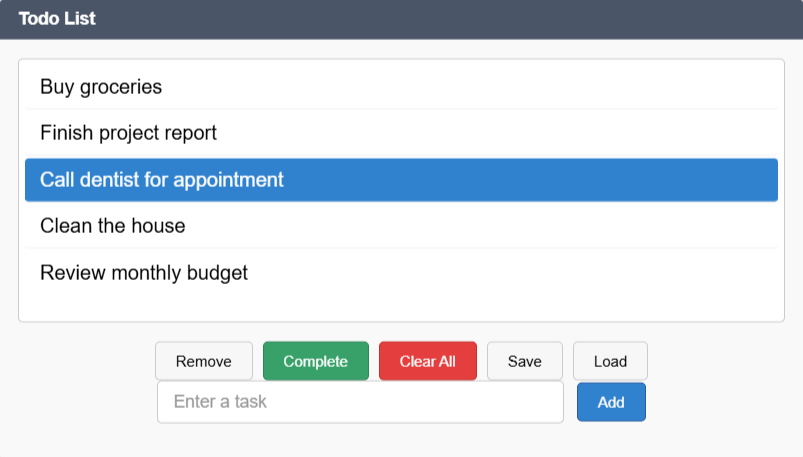 Todo List
Buy groceries
Finish project report
Call dentist for appointment
Clean the house
Review monthly budget
Remove Complete Clear All Save Load
Enter a task Add